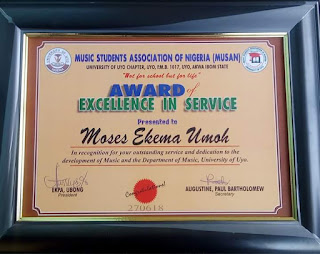 MUSIC STUDENTS ASSOCIATION OF NIGERIA (MUSAN)
UNIVERSITY OF UYO CHAPTER, UYO, P.M.B. 1017, UYO, AKWA IBOM STATE
"Not for school but for life"
AWARD of
EXCELLENCE IN SERVICE
Presented to
Moses Ekema Umoh
In recognition for your outstanding service and dedication to the
development of Music and the Department of Music, University of Uyo.
EKPA, UBONG
President
Congratulations!
AUGUSTINE, PAUL BARTHOLOMEW
Secretary
270618